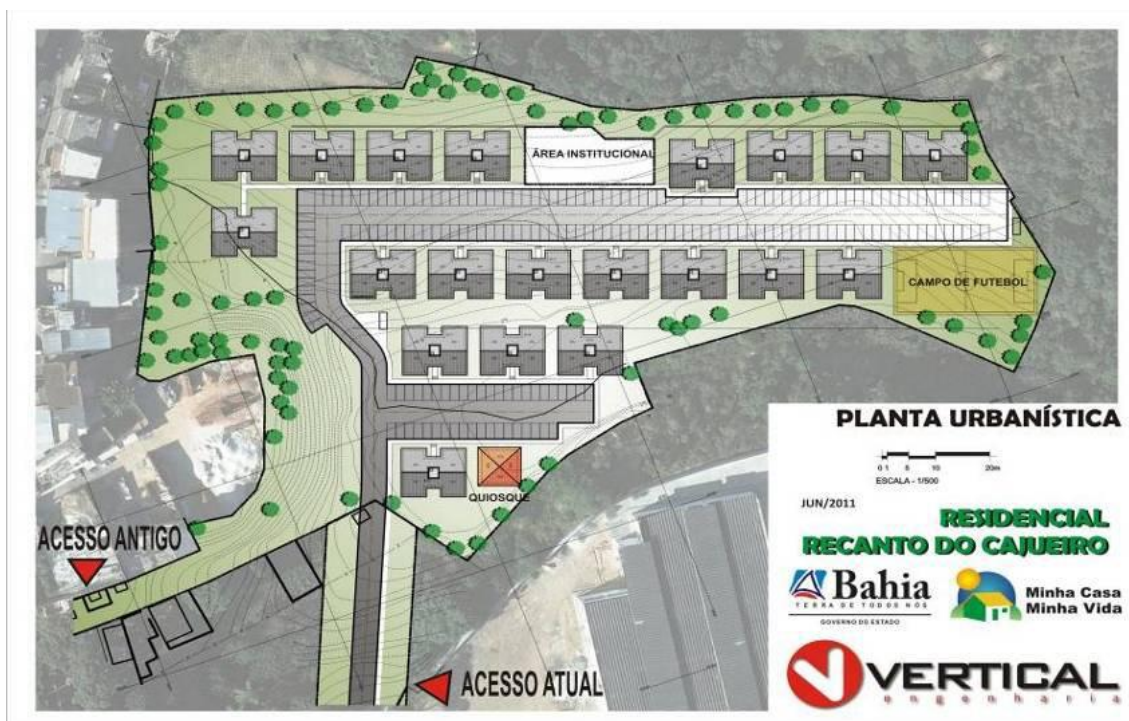 ÁREA INSTITUCIONAL
CAMPO DE FUTEBOL
QUIOSQUE
ACESSO ANTIGO
ACESSO ATUAL
PLANTA URBANÍSTICA
0 1 5 10 20m
ESCALA - 1/500
JUN/2011
RESIDENCIAL
RECANTO DO CAJUEIRO
Bahia
TERRA DE TODOS NÓS
GOVERNO DO ESTADO
Minha Casa
Minha Vida
VERTICAL
engenharia